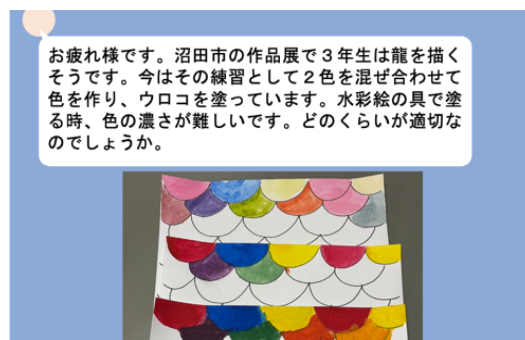 お疲れ様です。沼田市の作品展で３年生は龍を描く
そうです。今はその練習として２色を混ぜ合わせて
色を作り、ウロコを塗っています。水彩絵の具で塗
る時、色の濃さが難しいです。どのくらいが適切な
のでしょうか。